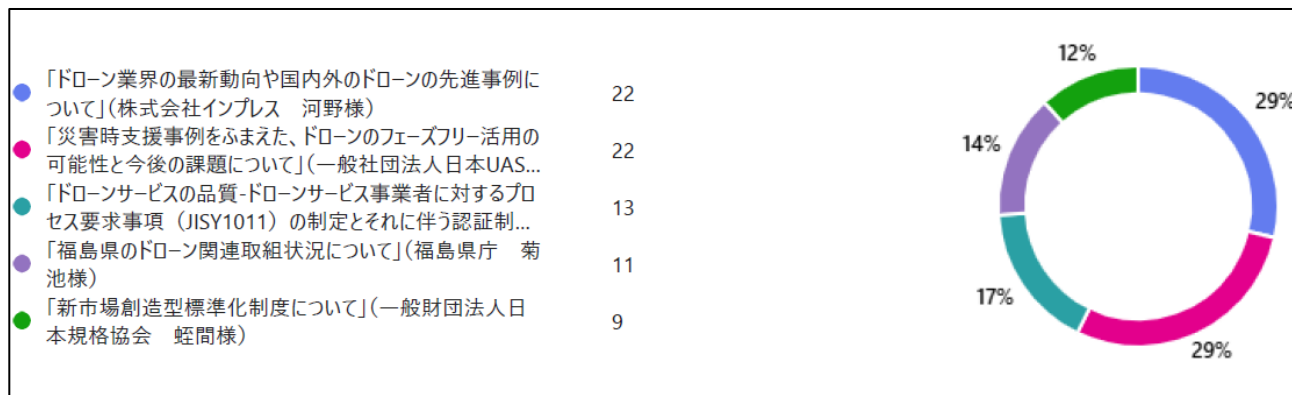 「ドローン業界の最新動向や国内外のドローンの先進事例に
ついて」(株式会社インプレス　河野様)
22
「災害時支援事例をふまえた、ドローンのフェーズフリー活用の
可能性と今後の課題について」(一般社団法人日本UAS...
22
「ドローンサービスの品質-ドローンサービス事業者に対するプロ
セス要求事項（JISY1011）の制定とそれに伴う認証制...
13
「福島県のドローン関連取組状況について」(福島県庁　菊
池様)
11
「新市場創造型標準化制度について」(一般財団法人日
本規格協会　蛭間様)
9
12%
29%
14%
17%
29%